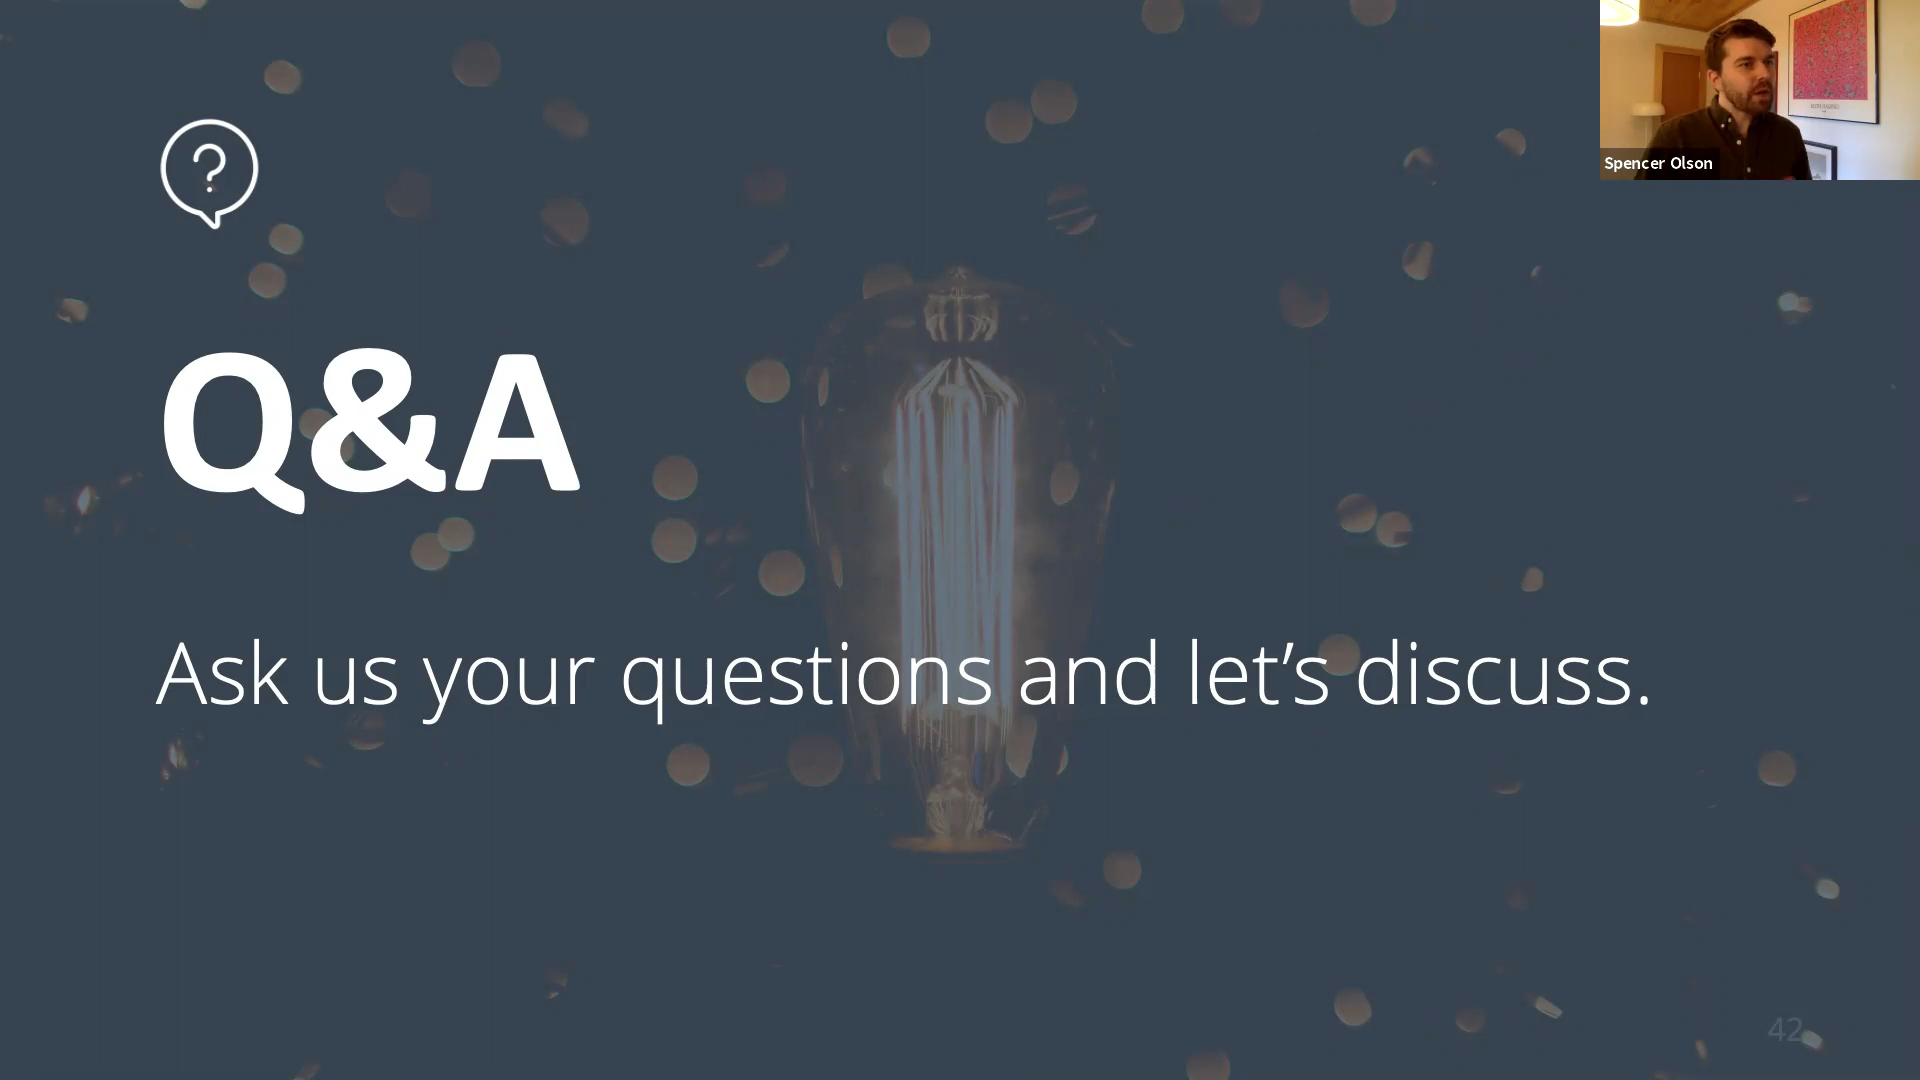 Spencer Olson
Q&A
Ask us your questions and let’s discuss.
42